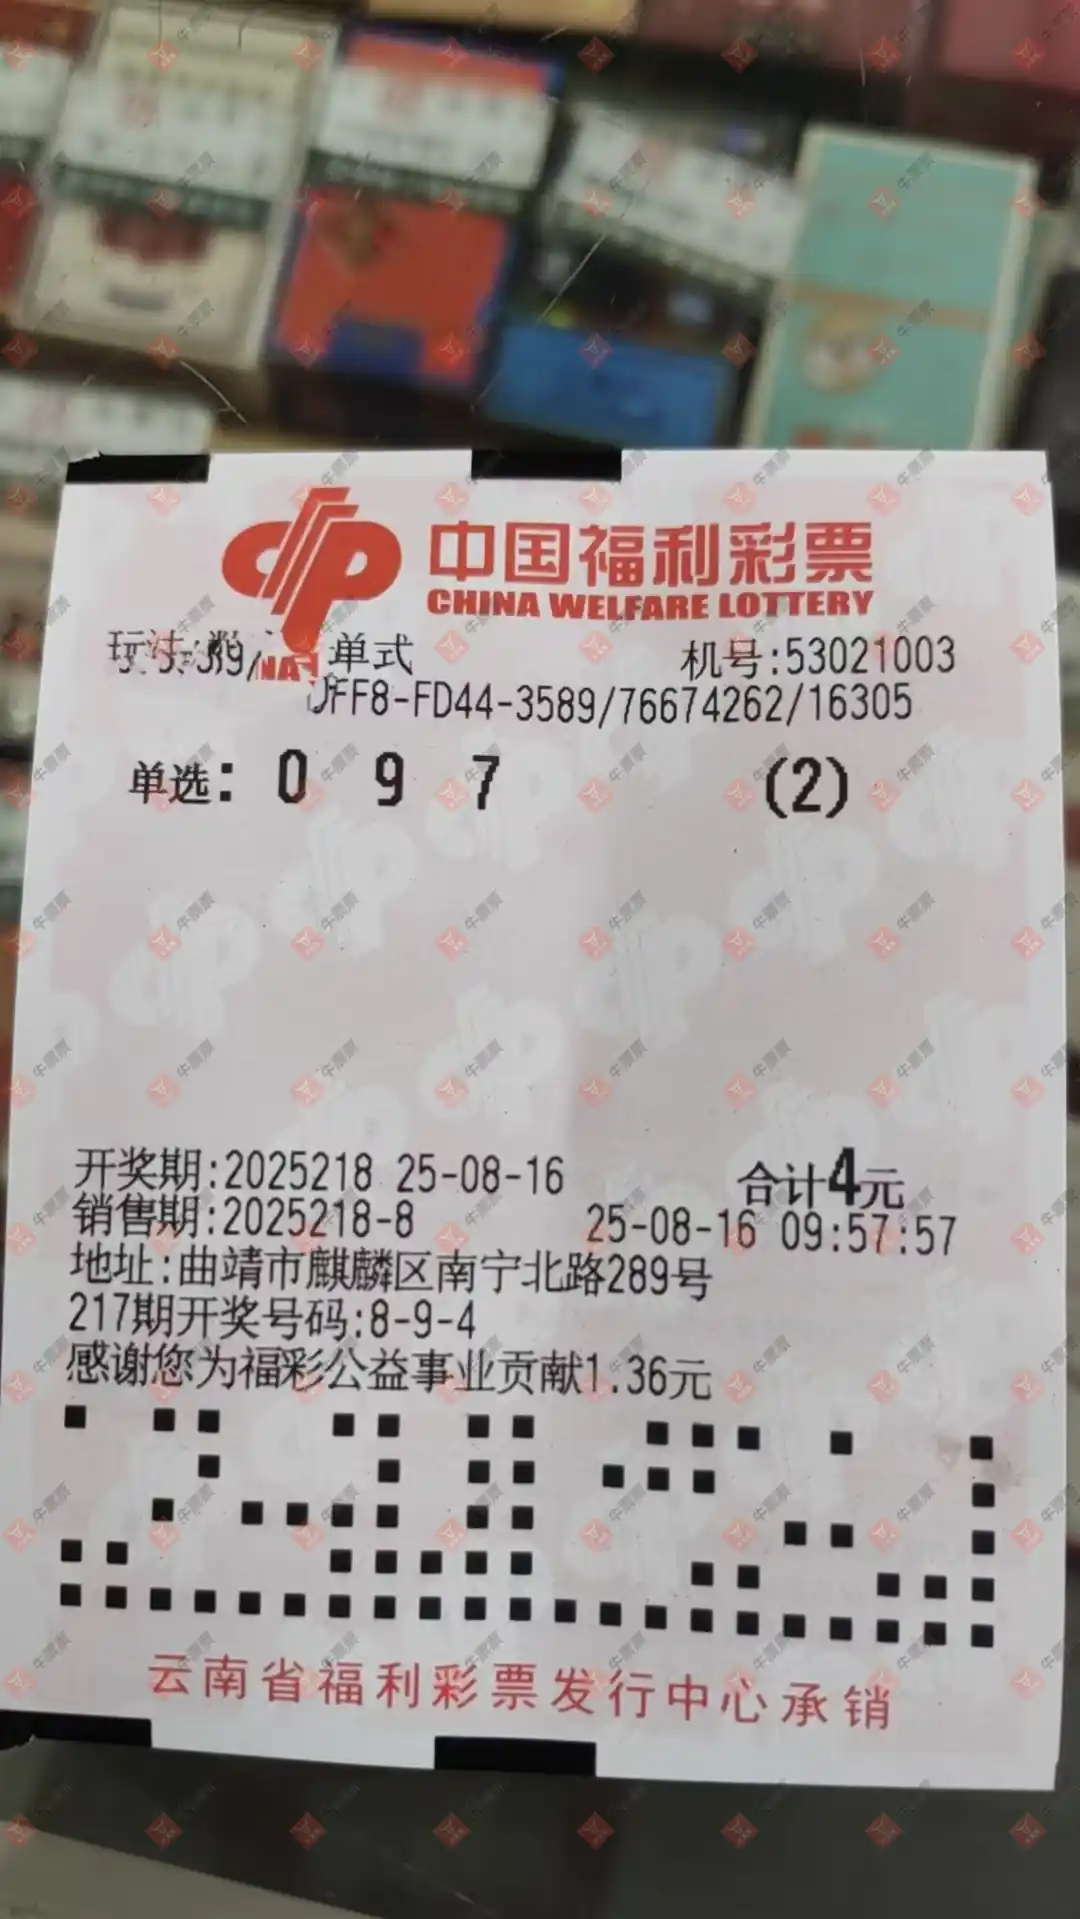 中国福利彩票
CHINA WELFARE LOTTERY
单式 机号:53021003
FF8-FD44-3589/76674262/16305
单选: 0 9 7 (2)
开奖期:2025218 25-08-16 合计4元
销售期:2025218-8 25-08-16 09:57:57
地址:曲靖市麒麟区南宁北路289号
217期开奖号码:8-9-4
感谢您为福彩公益事业贡献1.36元
云南省福利彩票发行中心承销
牛票票